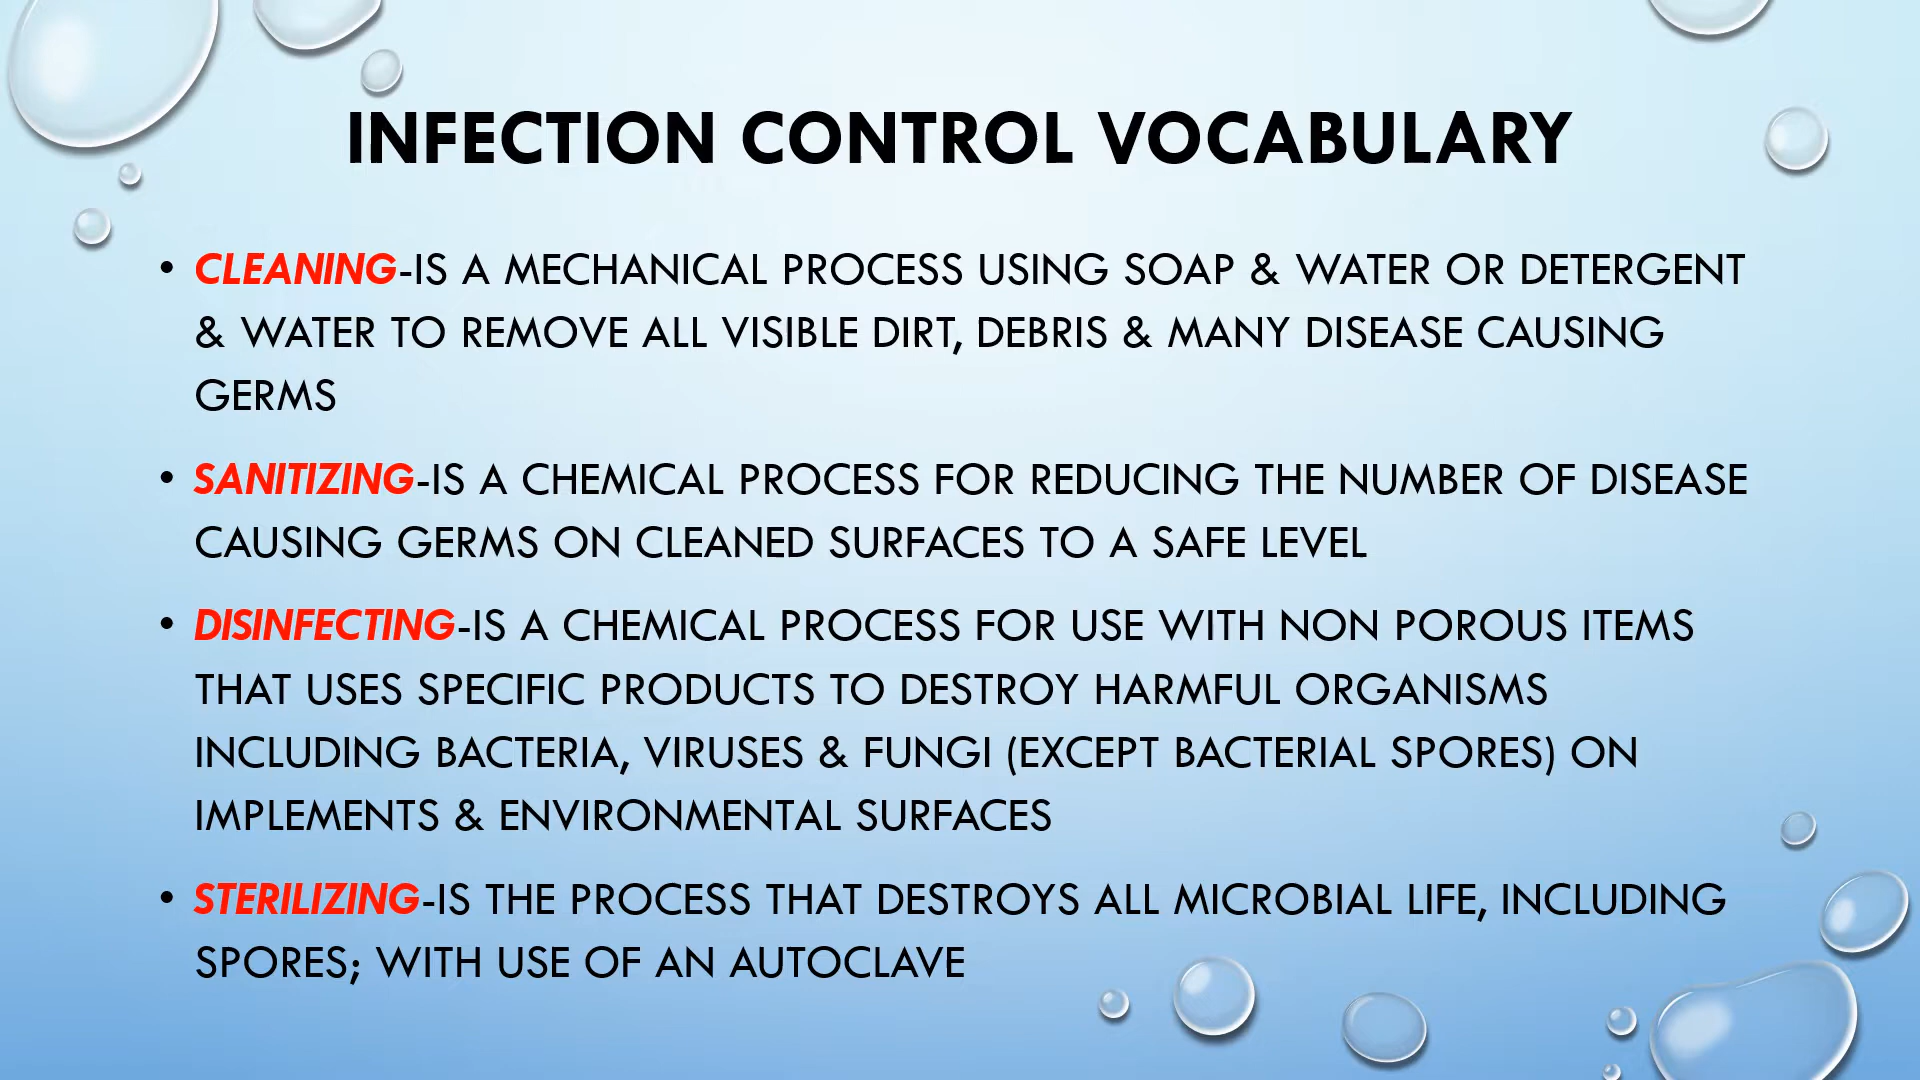 INFECTION CONTROL VOCABULARY
• CLEANING-IS A MECHANICAL PROCESS USING SOAP & WATER OR DETERGENT
& WATER TO REMOVE ALL VISIBLE DIRT, DEBRIS & MANY DISEASE CAUSING
GERMS
• SANITIZING-IS A CHEMICAL PROCESS FOR REDUCING THE NUMBER OF DISEASE
CAUSING GERMS ON CLEANED SURFACES TO A SAFE LEVEL
• DISINFECTING-IS A CHEMICAL PROCESS FOR USE WITH NON POROUS ITEMS
THAT USES SPECIFIC PRODUCTS TO DESTROY HARMFUL ORGANISMS
INCLUDING BACTERIA, VIRUSES & FUNGI (EXCEPT BACTERIAL SPORES) ON
IMPLEMENTS & ENVIRONMENTAL SURFACES
• STERILIZING-IS THE PROCESS THAT DESTROYS ALL MICROBIAL LIFE, INCLUDING
SPORES; WITH USE OF AN AUTOCLAVE